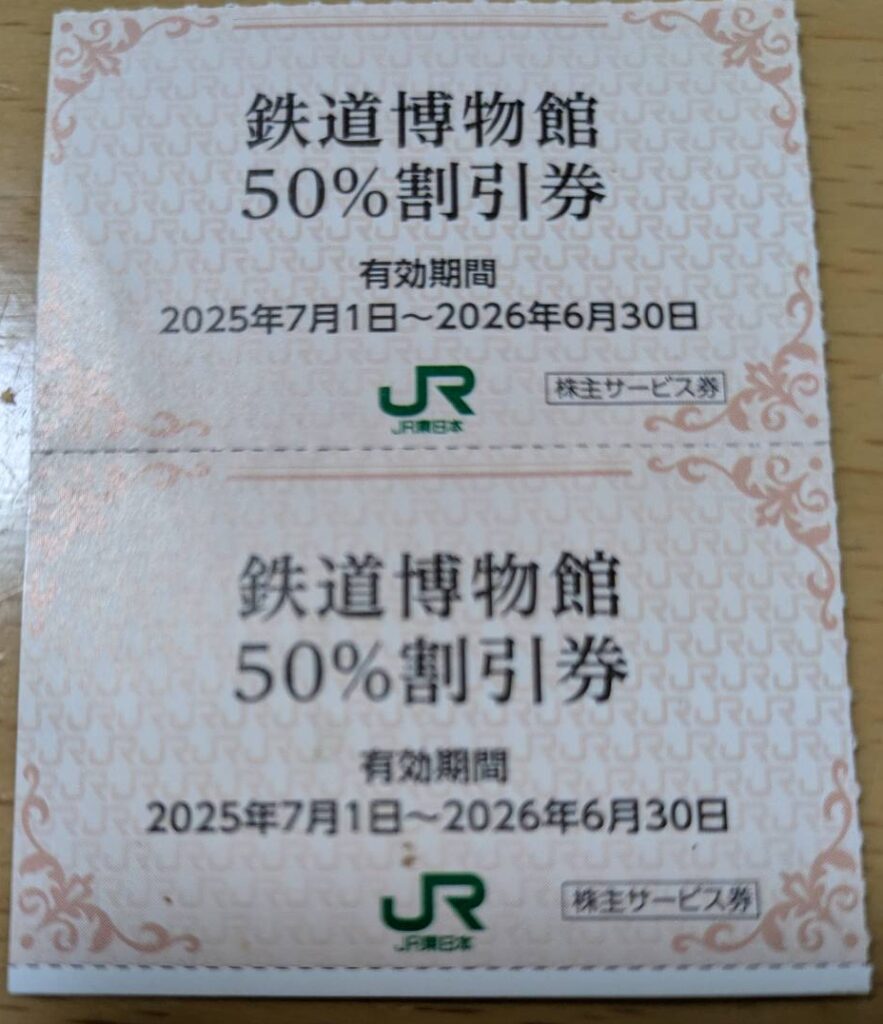 鉄道博物館
50%割引券
有効期間
2025年7月1日～2026年6月30日
JR
JR東日本
株主サービス券
鉄道博物館
50%割引券
有効期間
2025年7月1日～2026年6月30日
JR
JR東日本
株主サービス券